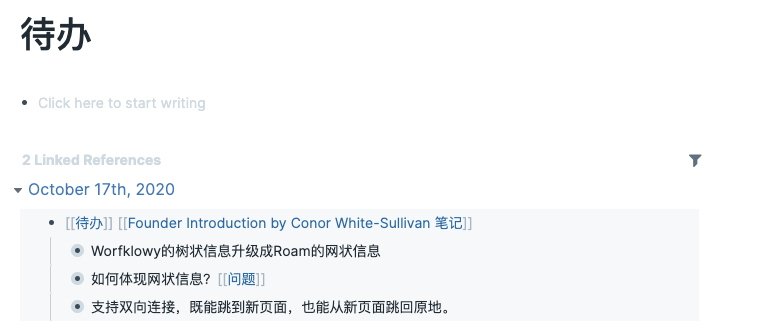 待办
Click here to start writing
2 Linked References
October 17th, 2020
[[待办]] [[Founder Introduction by Conor White-Sullivan 笔记]]
Worfklowy的树状信息升级成Roam的网状信息
如何体现网状信息？ [[问题]]
支持双向连接，既能跳到新页面，也能从新页面跳回原地。